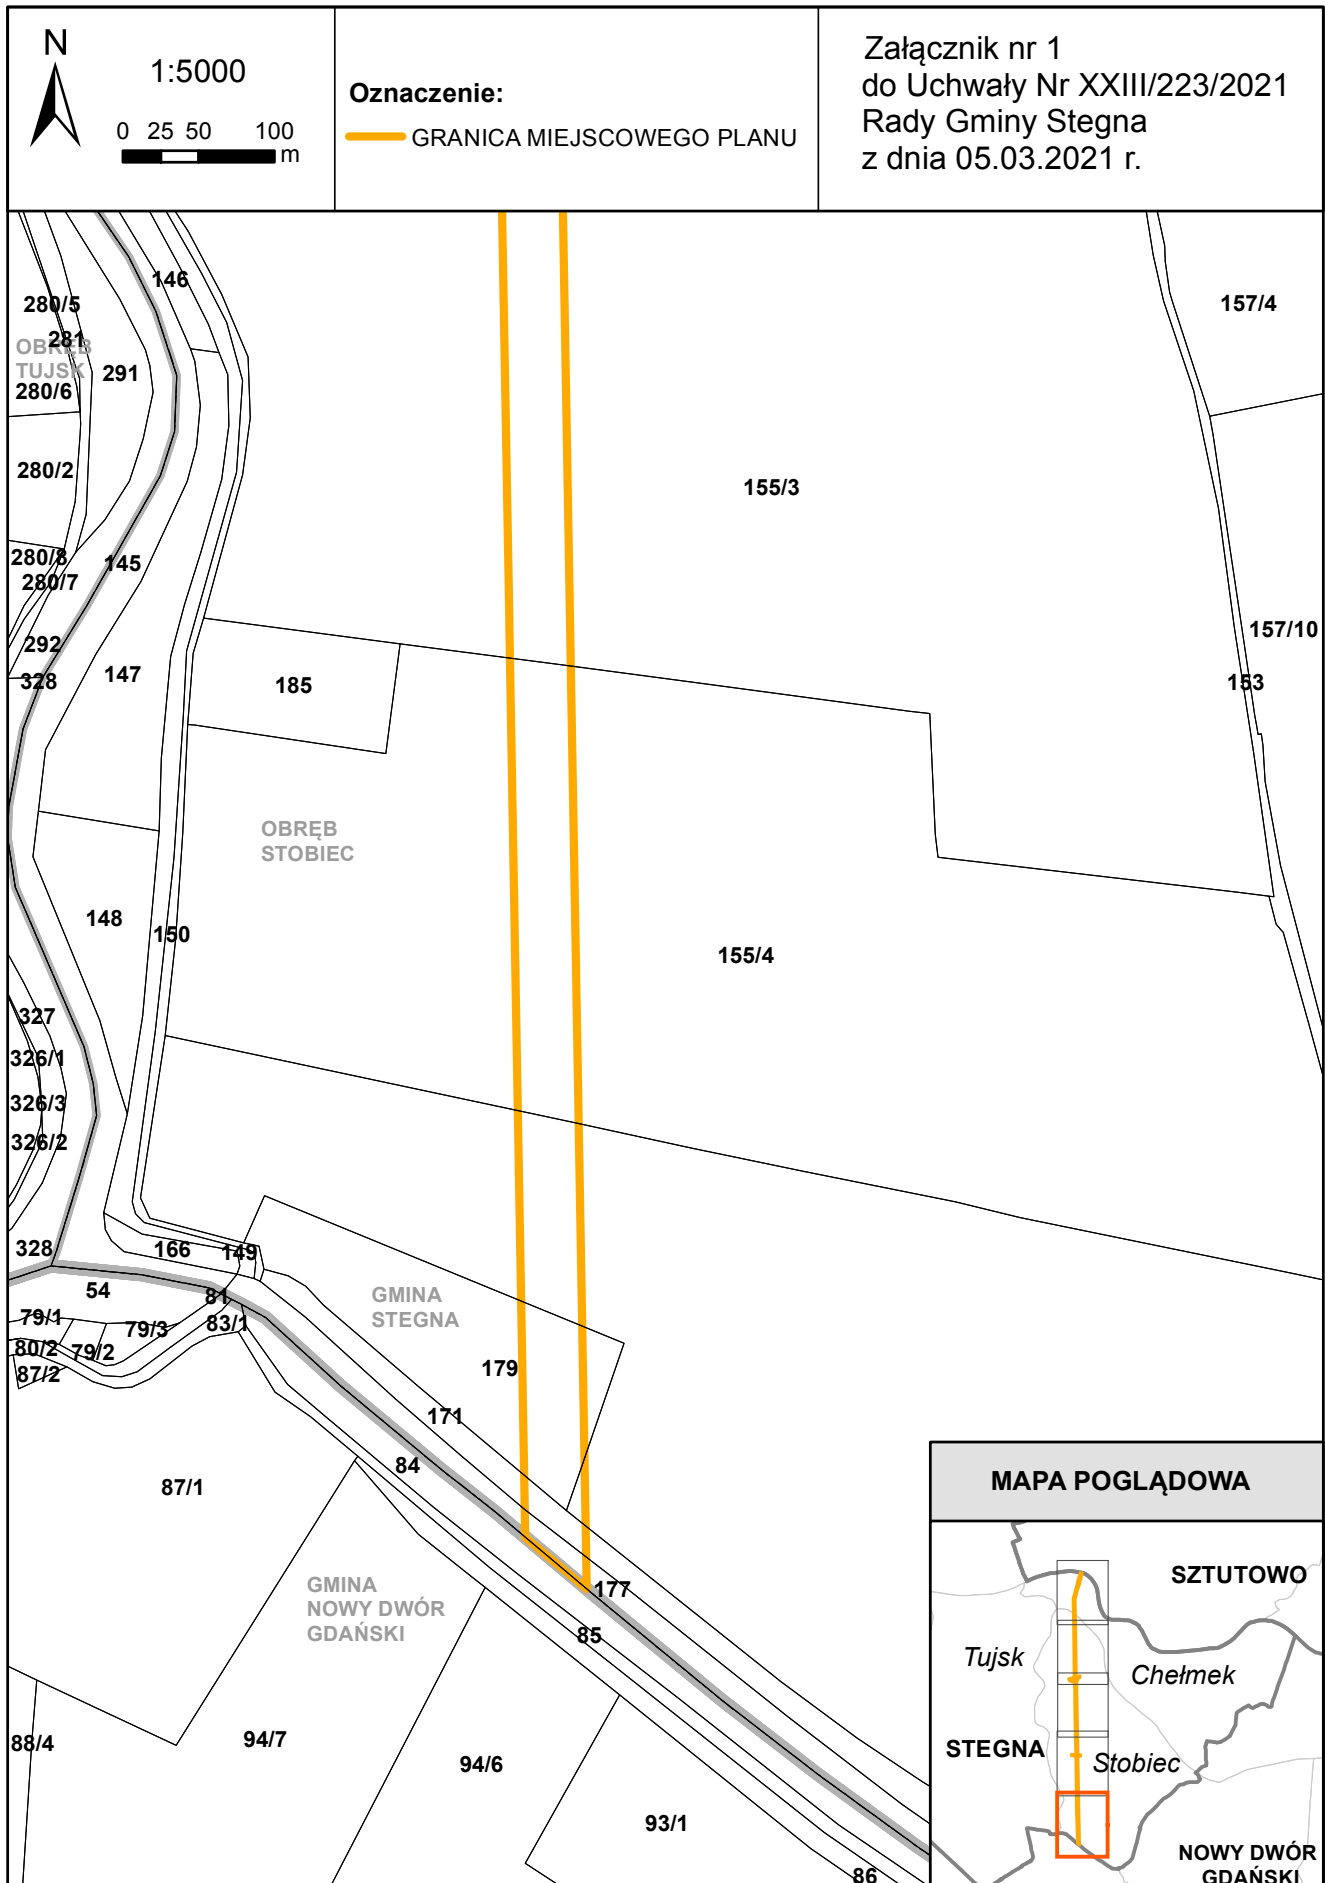 N
1:5000
0 25 50 100
m
Oznaczenie:
GRANICA MIEJSCOWEGO PLANU
Załącznik nr 1
do Uchwały Nr XXIII/223/2021
Rady Gminy Stegna
z dnia 05.03.2021 r.
146
280/5
157/4
281
OBRĘB
TUJSK
291
280/6
280/2
155/3
280/8
145
280/7
157/10
292
147
328
185
153
OBRĘB
STOBIEC
148
150
155/4
327
326/1
326/3
326/2
328
166
149
54
81
GMINA
STEGNA
79/1
79/3
83/1
80/2
79/2
87/2
179
171
84
87/1
MAPA POGLĄDOWA
GMINA
NOWY DWÓR
GDAŃSKI
177
85
SZTUTOWO
Tujsk
Chełmek
88/4
94/7
STEGNA
Stobiec
94/6
93/1
NOWY DWÓR
GDAŃSKI
86